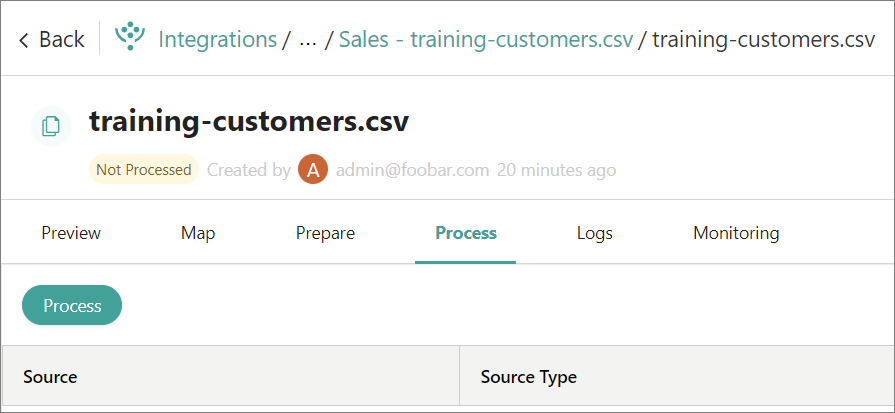 Back Integrations / ... / Sales - training-customers.csv / training-customers.csv
training-customers.csv
Not Processed Created by A admin@foobar.com 20 minutes ago
Preview Map Prepare Process Logs Monitoring
Process
Source Source Type